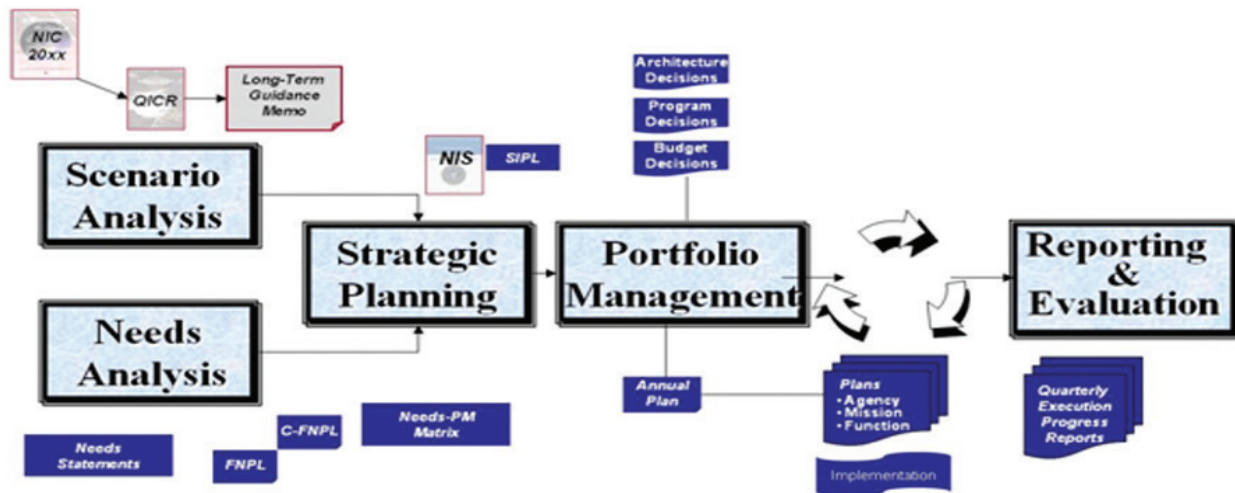 NIC
20xx
QICR
Long-Term
Guidance
Memo
Architecture
Decisions
Program
Decisions
Budget
Decisions
NIS
SIPL
Scenario
Analysis
Strategic
Planning
Portfolio
Management
Reporting
&
Evaluation
Needs
Analysis
Annual
Plan
Plans
• Agency
• Mission
• Function
Quarterly
Execution
Progress
Reports
Needs
Statements
FNPL
C-FNPL
Needs-PM
Matrix
Implementation